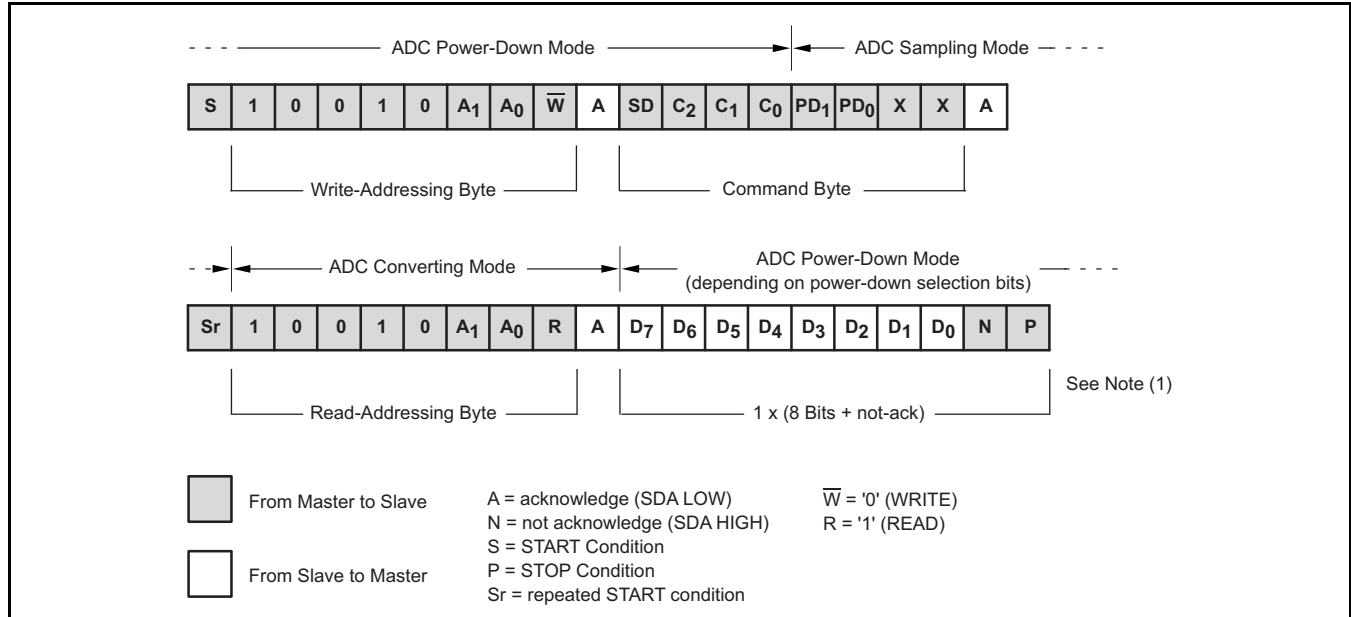 ADC Power-Down Mode ADC Sampling Mode
S 1 0 0 1 0 A1 A0 W̅ A SD C2 C1 C0 PD1 PD0 X X A
Write-Addressing Byte Command Byte
ADC Converting Mode ADC Power-Down Mode
(depending on power-down selection bits)
Sr 1 0 0 1 0 A1 A0 R A D7 D6 D5 D4 D3 D2 D1 D0 N P
See Note (1)
Read-Addressing Byte 1 x (8 Bits + not-ack)
From Master to Slave
From Slave to Master
A = acknowledge (SDA LOW)
N = not acknowledge (SDA HIGH)
S = START Condition
P = STOP Condition
Sr = repeated START condition
W̅ = '0' (WRITE)
R = '1' (READ)